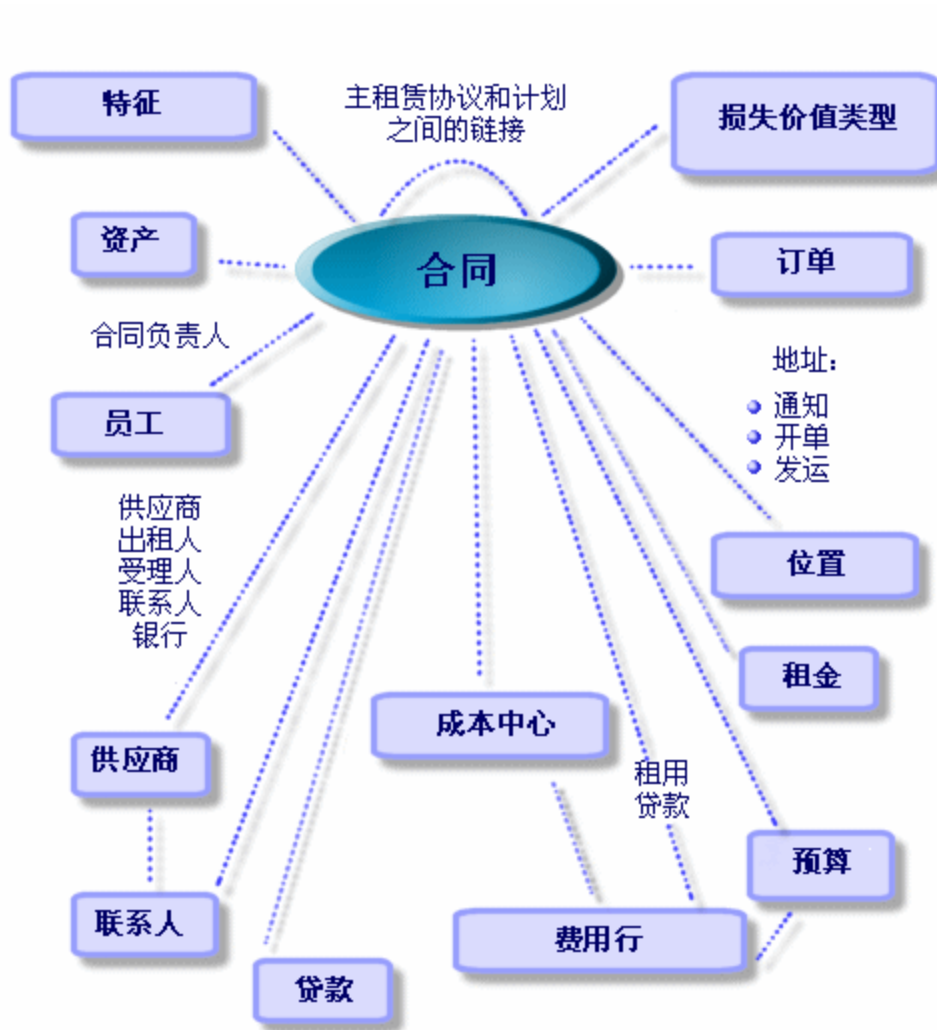 特征
主租赁协议和计划
之间的链接
损失价值类型
资产
合同
订单
合同负责人
员工
地址：
通知
开单
发运
供应商
出租人
受理人
联系人
银行
位置
租金
成本中心
供应商
租用
贷款
预算
联系人
费用行
贷款